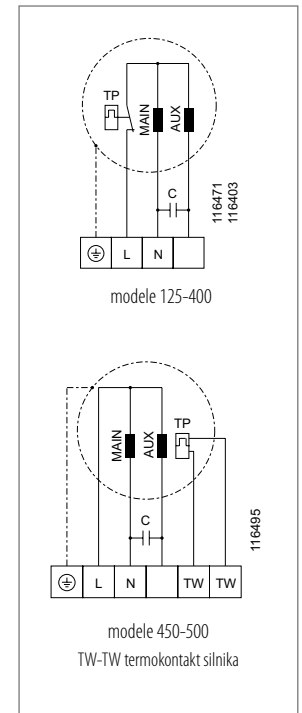 TP
MAIN
AUX
C
116471
116403
L N
modele 125-400
MAIN
AUX
TP
C
116495
L N TW TW
modele 450-500
TW-TW termokontakt silnika